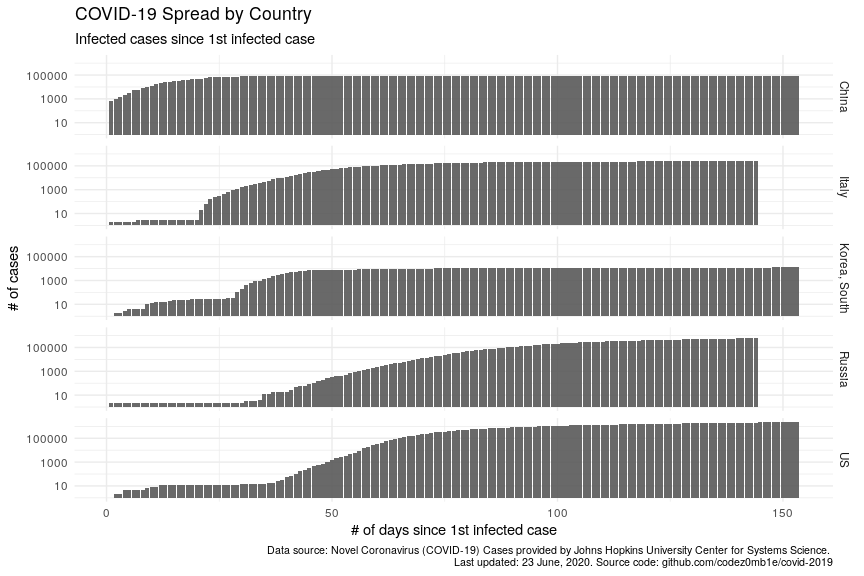 COVID-19 Spread by Country
Infected cases since 1st infected case
100000
1000
10
China
100000
1000
10
Italy
# of cases
100000
1000
10
Korea, South
100000
1000
10
Russia
100000
1000
10
US
0 50 100 150
# of days since 1st infected case
Data source: Novel Coronavirus (COVID-19) Cases provided by Johns Hopkins University Center for Systems Science.
Last updated: 23 June, 2020. Source code: github.com/codez0mb1e/covid-2019